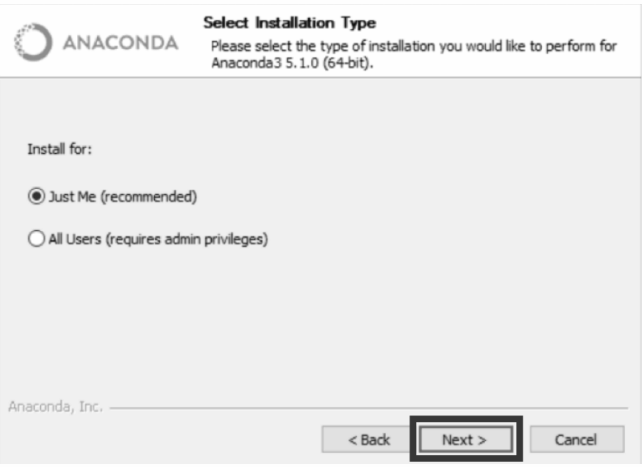 ANACONDA
Select Installation Type
Please select the type of installation you would like to perform for
Anaconda3 5.1.0 (64-bit).
Install for:
Just Me (recommended)
All Users (requires admin privileges)
Anaconda, Inc.
< Back Next > Cancel